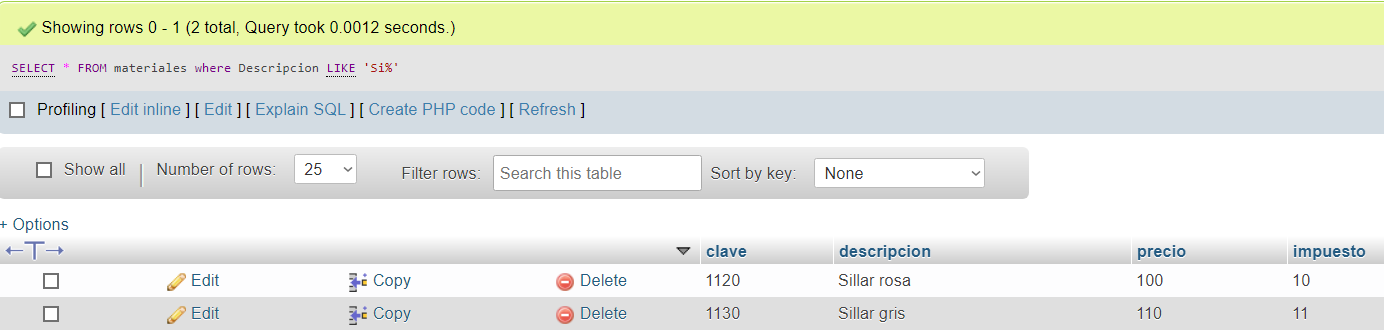 Showing rows 0 - 1 (2 total, Query took 0.0012 seconds.)
SELECT * FROM materiales where Descripcion LIKE 'Si%'
Profiling [ Edit inline ] [ Edit ] [ Explain SQL ] [ Create PHP code ] [ Refresh ]
Show all Number of rows: 25 Filter rows: Search this table Sort by key: None
+ Options
←T→ clave descripcion precio impuesto
Edit Copy Delete 1120 Sillar rosa 100 10
Edit Copy Delete 1130 Sillar gris 110 11